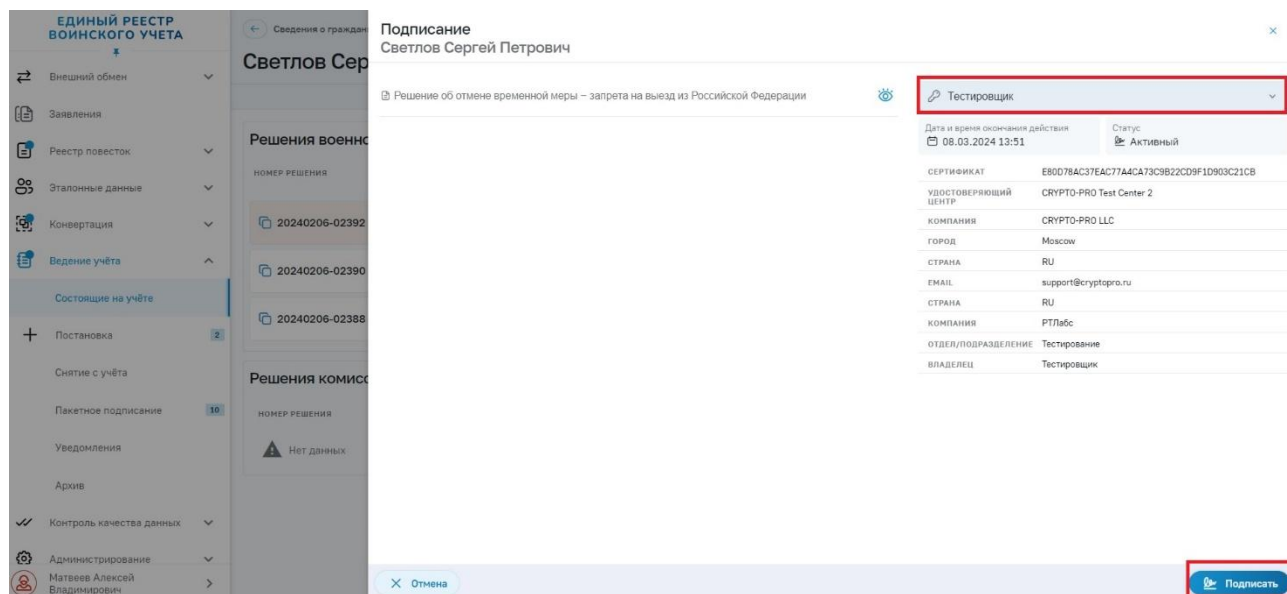 ЕДИНЫЙ РЕЕСТР
ВОИНСКОГО УЧЕТА
Внешний обмен
Заявления
Реестр повесток
Эталонные данные
Конвертация
Ведение учёта
Состоящие на учёте
Постановка 2
Снятие с учёта
Пакетное подписание 10
Уведомления
Архив
Контроль качества данных
Администрирование
Матвеев Алексей
Владимирович
Сведения о граждан
Светлов Сер
Решения военно
НОМЕР РЕШЕНИЯ
20240206-02392
20240206-02390
20240206-02388
Решения комисс
НОМЕР РЕШЕНИЯ
Нет данных
Подписание
Светлов Сергей Петрович
Решение об отмене временной меры – запрета на выезд из Российской Федерации
Тестировщик
Дата и время окончания действия Статус
08.03.2024 13:51 Активный
СЕРТИФИКАТ E80D78AC37EAC77A4CA73C9B22CD9F1D903C21CB
УДОСТОВЕРЯЮЩИЙ
ЦЕНТР CRYPTO-PRO Test Center 2
КОМПАНИЯ CRYPTO-PRO LLC
ГОРОД Moscow
СТРАНА RU
EMAIL support@cryptopro.ru
СТРАНА RU
КОМПАНИЯ РТЛабс
ОТДЕЛ/ПОДРАЗДЕЛЕНИЕ Тестирование
ВЛАДЕЛЕЦ Тестировщик
Отмена
Подписать